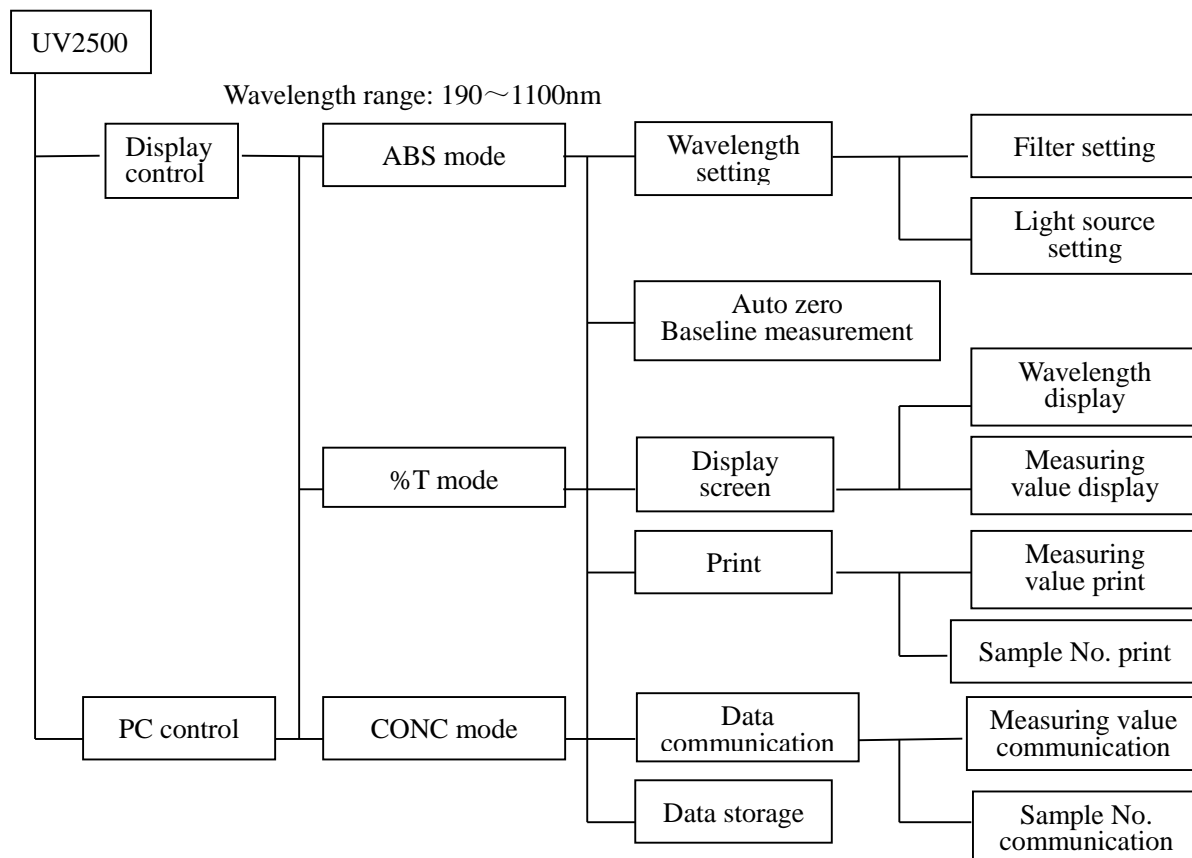 UV2500
Wavelength range: 190～1100nm
Display
control
ABS mode
Wavelength
setting
Filter setting
Light source
setting
Auto zero
Baseline measurement
Wavelength
display
%T mode
Display
screen
Measuring
value display
Print
Measuring
value print
Sample No. print
PC control
CONC mode
Data
communication
Measuring value
communication
Data storage
Sample No.
communication